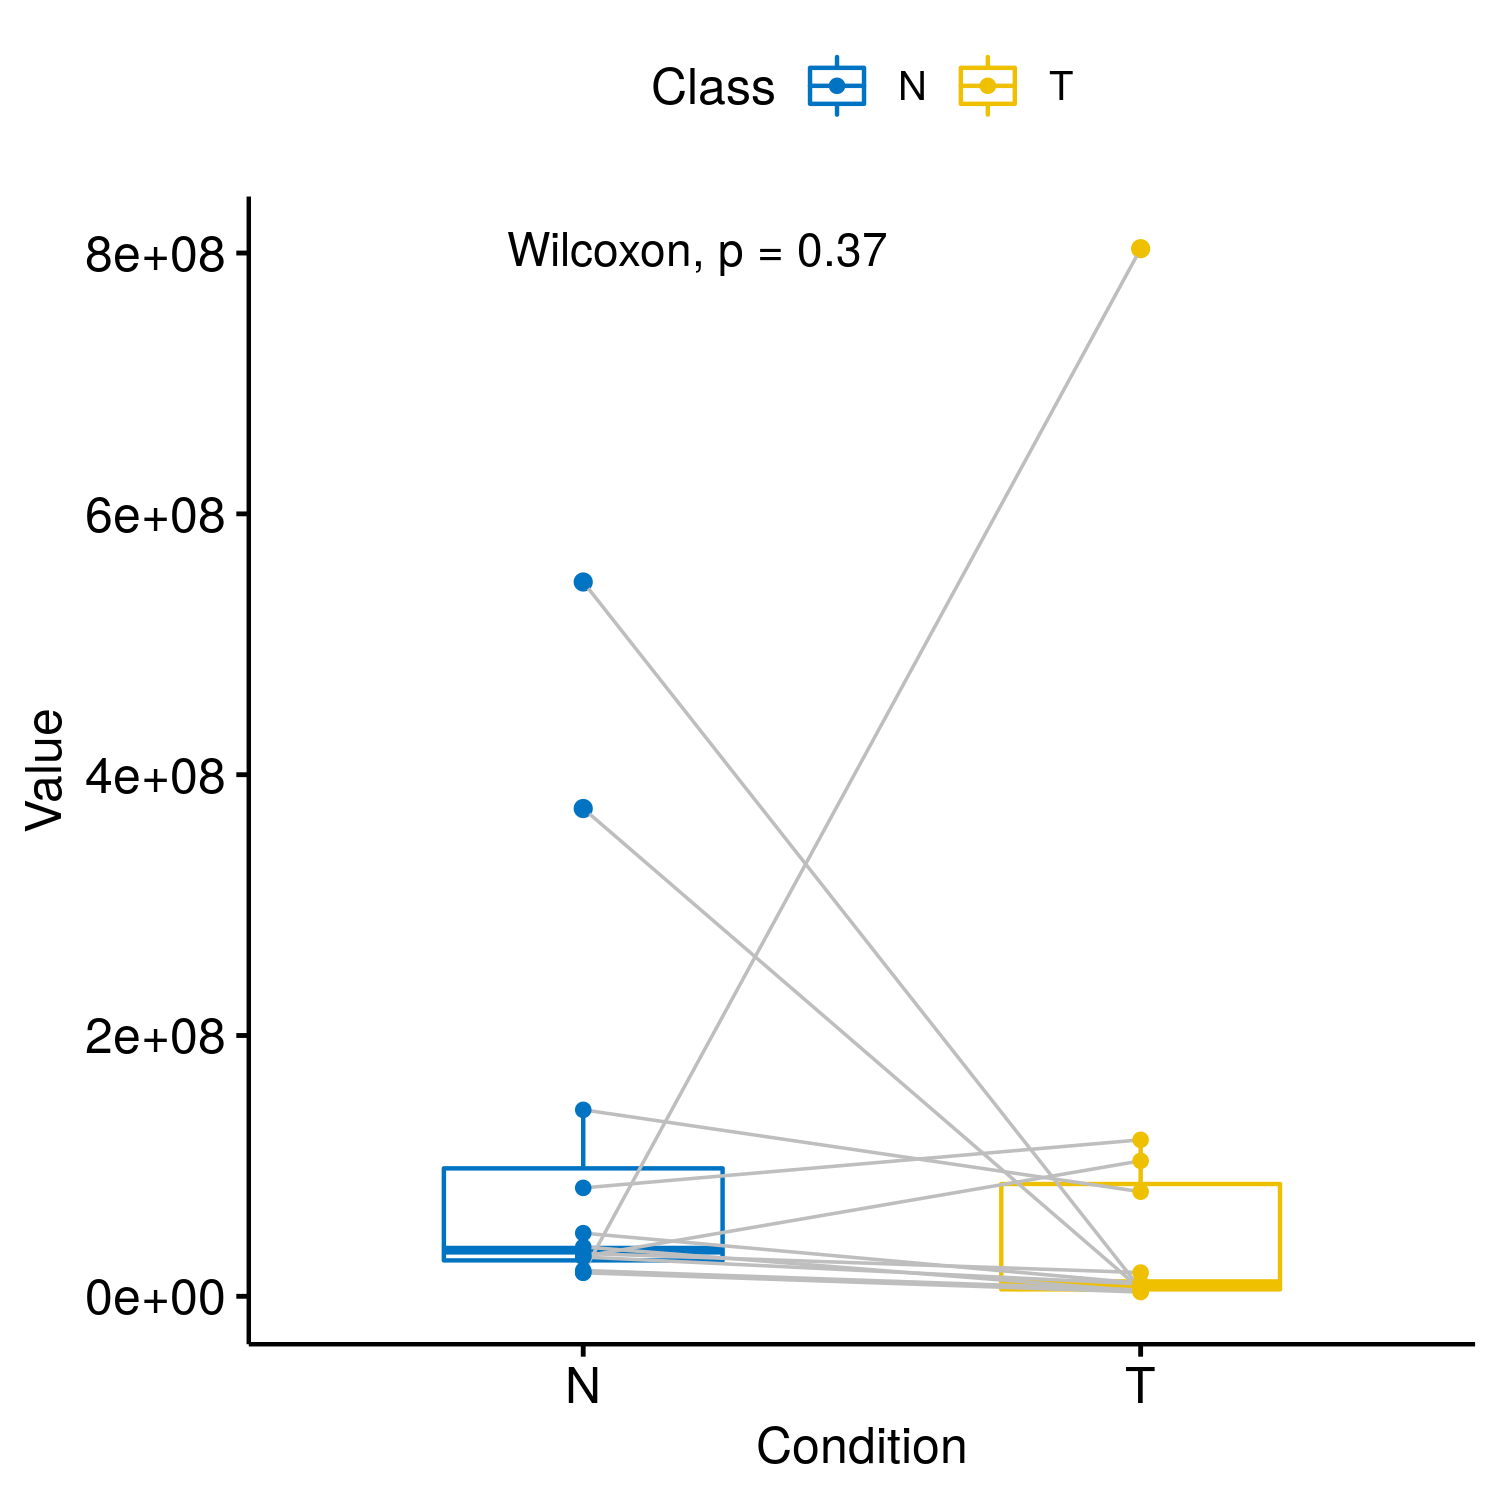 Class N T
Wilcoxon, p = 0.37
8e+08
6e+08
4e+08
2e+08
0e+00
Value
N T
Condition